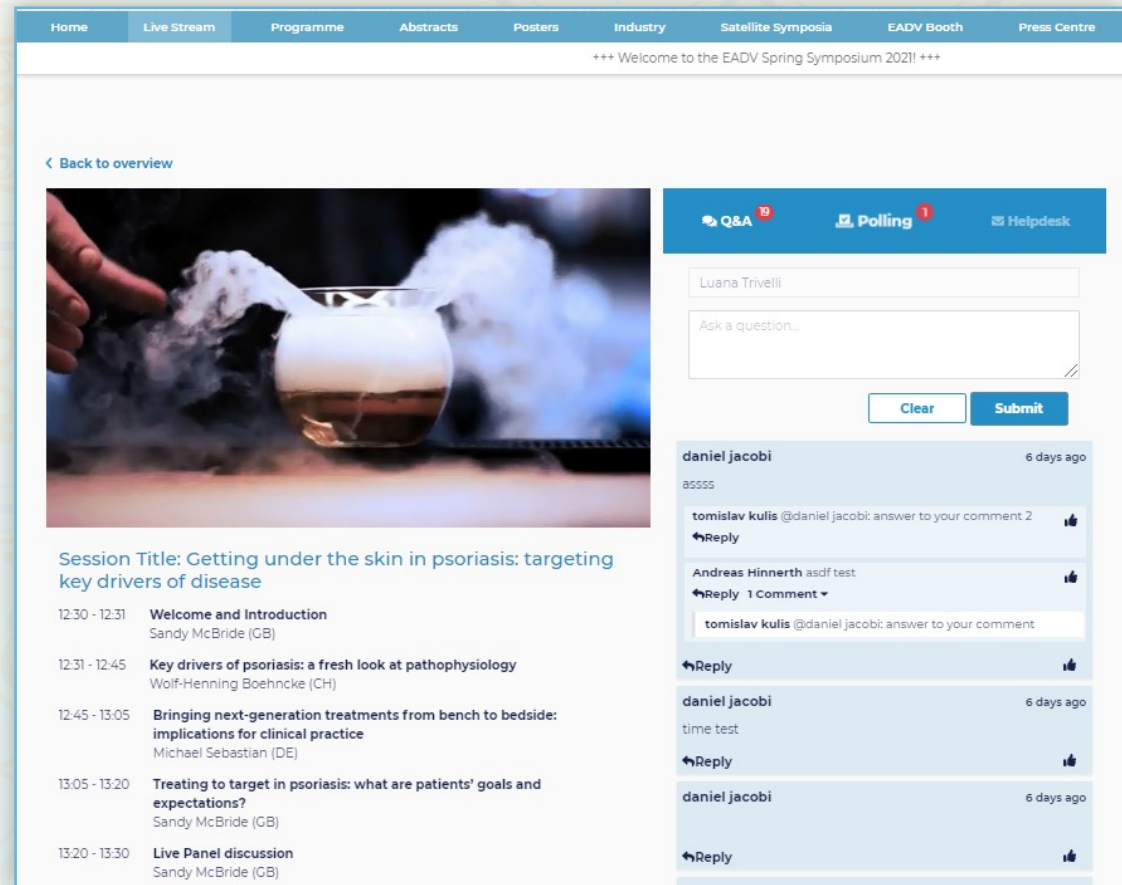 Home Live Stream Programme Abstracts Posters Industry Satellite Symposia EADV Booth Press Centre
+++ Welcome to the EADV Spring Symposium 2021! +++
Back to overview
Session Title: Getting under the skin in psoriasis: targeting
key drivers of disease
12:30 - 12:31 Welcome and Introduction
Sandy McBride (GB)
12:31 - 12:45 Key drivers of psoriasis: a fresh look at pathophysiology
Wolf-Henning Boehncke (CH)
12:45 - 13:05 Bringing next-generation treatments from bench to bedside:
implications for clinical practice
Michael Sebastian (DE)
13:05 - 13:20 Treating to target in psoriasis: what are patients' goals and
expectations?
Sandy McBride (GB)
13:20 - 13:30 Live Panel discussion
Sandy McBride (GB)
Q&A 19 Polling 1 Helpdesk
Luana Trivelli
Ask a question...
Clear Submit
daniel jacobi 6 days ago
assss
tomislav kulis @daniel jacobi: answer to your comment 2
Reply
Andreas Hinnerth asdf test
Reply 1 Comment
tomislav kulis @daniel jacobi: answer to your comment
Reply
daniel jacobi 6 days ago
time test
Reply
daniel jacobi 6 days ago
Reply